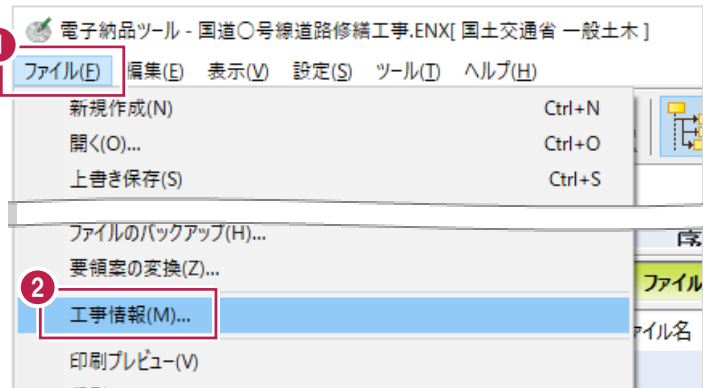 電子納品ツール - 国道〇号線道路修繕工事.ENX[ 国土交通省 一般土木 ]
1
ファイル(F) 編集(E) 表示(V) 設定(S) ツール(T) ヘルプ(H)
新規作成(N) Ctrl+N
開く(O)... Ctrl+O
上書き保存(S) Ctrl+S
ファイルのバックアップ(H)...
要領案の変換(Z)...
2
ファイル
工事情報(M)...
ァイル名
印刷プレビュー(V)